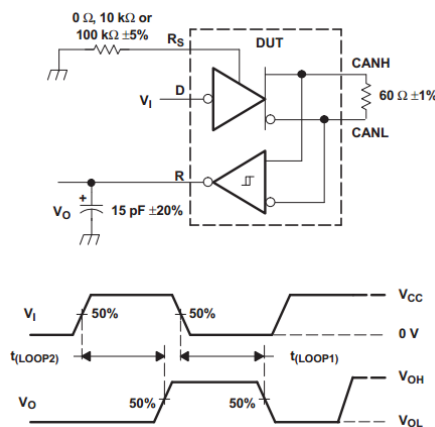 0 Ω, 10 kΩ or
100 kΩ ±5%
RS
DUT
CANH
D
VI
60 Ω ±1%
CANL
R
+
VO
15 pF ±20%
VI
50%
50%
VCC
0 V
t(LOOP2)
t(LOOP1)
VOH
VO
50%
50%
VOL